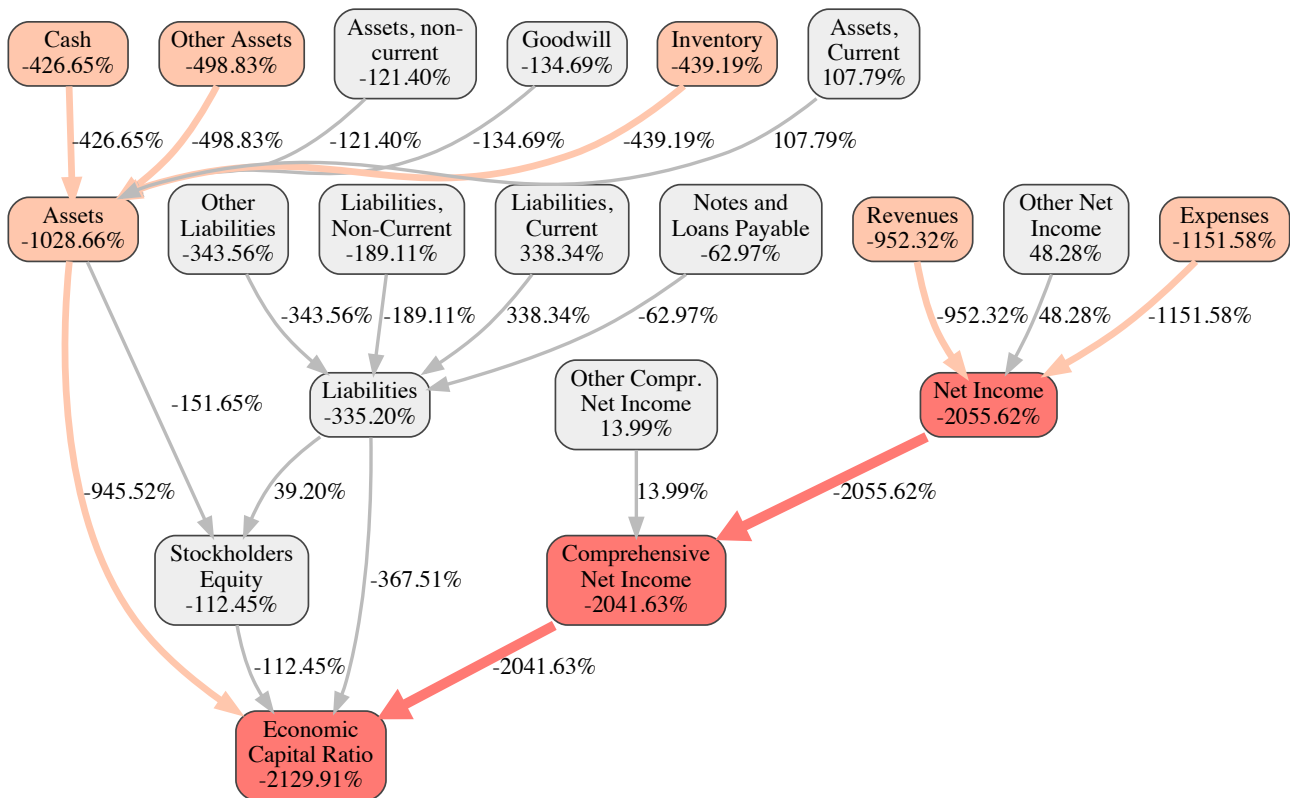 Cash
-426.65%
Other Assets
-498.83%
Assets, non-
current
-121.40%
Goodwill
-134.69%
Inventory
-439.19%
Assets,
Current
107.79%
-426.65%
-498.83%
-121.40%
-134.69%
-439.19%
107.79%
Assets
-1028.66%
Other
Liabilities
-343.56%
Liabilities,
Non-Current
-189.11%
Liabilities,
Current
338.34%
Notes and
Loans Payable
-62.97%
Revenues
-952.32%
Other Net
Income
48.28%
Expenses
-1151.58%
-343.56%
-189.11%
338.34%
-62.97%
-952.32%
48.28%
-1151.58%
Liabilities
-335.20%
Other Compr.
Net Income
13.99%
Net Income
-2055.62%
-151.65%
-945.52%
39.20%
13.99%
-2055.62%
Stockholders
Equity
-112.45%
-367.51%
Comprehensive
Net Income
-2041.63%
-112.45%
-2041.63%
Economic
Capital Ratio
-2129.91%